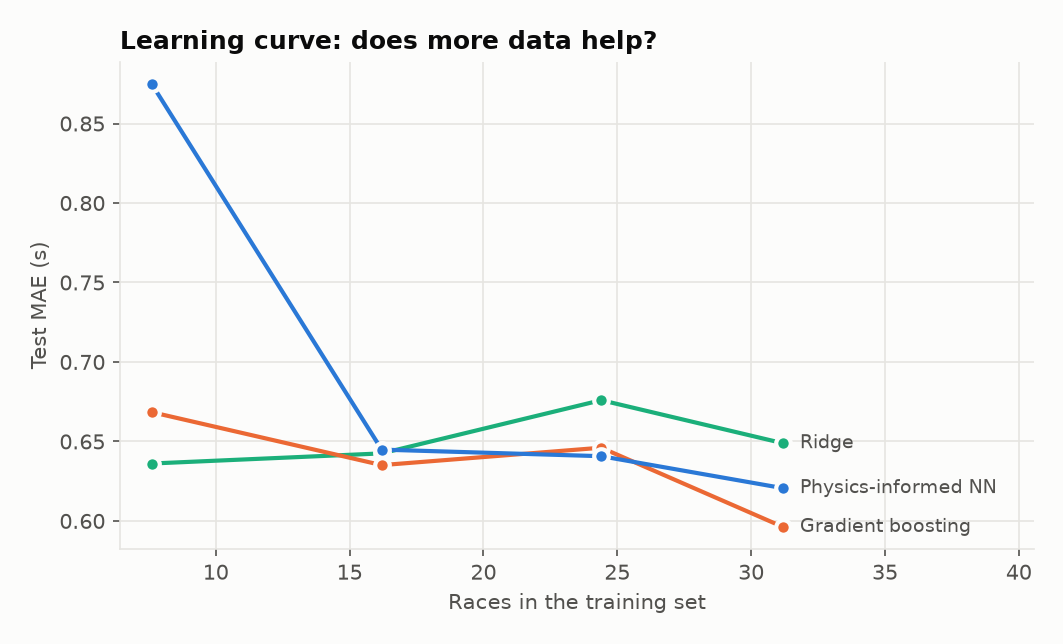 Learning curve: does more data help?
0.85
0.80
0.75
0.70
0.65
0.60
Test MAE (s)
Ridge
Physics-informed NN
Gradient boosting
10 15 20 25 30 35 40
Races in the training set